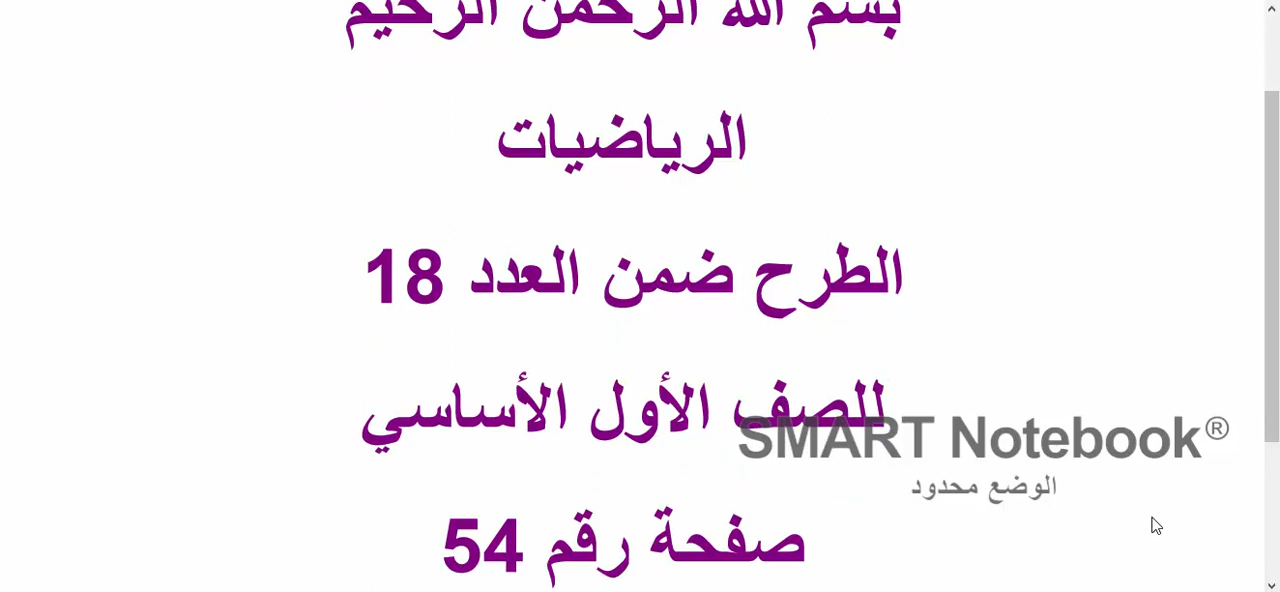 بسم الله الرحمن الرحيم
الرياضيات
الطرح ضمن العدد 18
للصف الأول الأساسي
SMART Notebook®
الوضع محدود
صفحة رقم 54